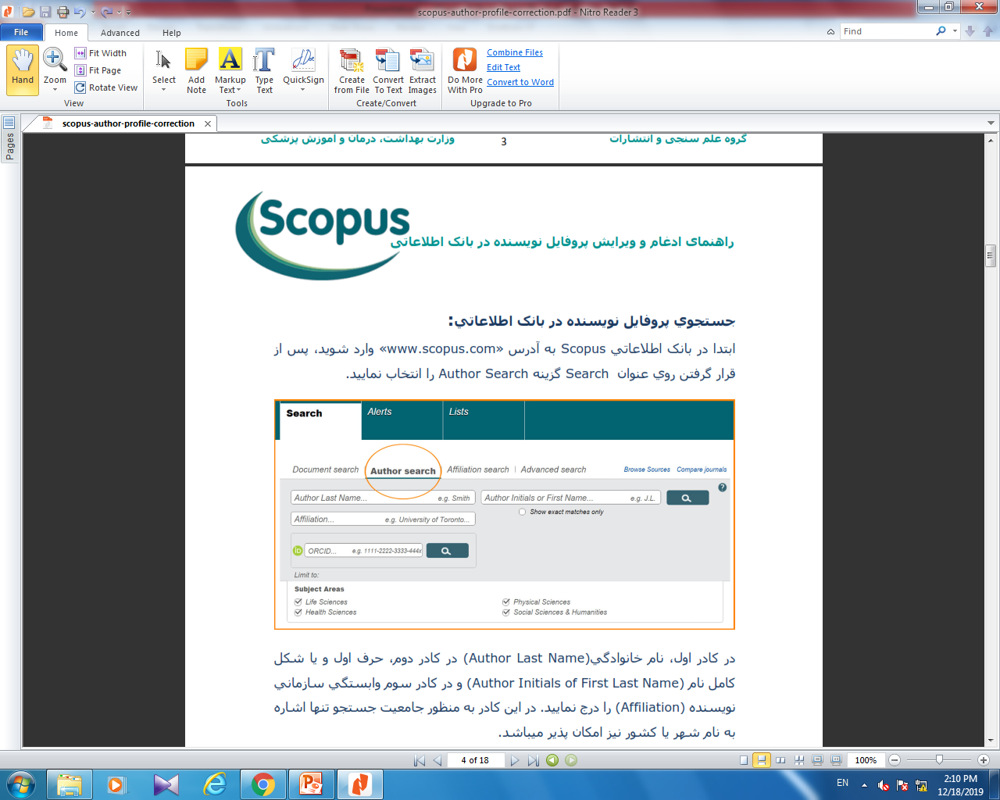 scopus-author-profile-correction.pdf - Nitro Reader 3
File
Home
Advanced
Help
Find
Hand
Zoom
Fit Width
Fit Page
Rotate View
View
Select
Add Note
Markup Text
Type Text
QuickSign
Tools
Create from File
Convert To Text
Extract Images
Create/Convert
Do More With Pro
Combine Files
Edit Text
Convert to Word
Upgrade to Pro
scopus-author-profile-correction
Pages
گروه علم سنجی و انتشارات 3 وزارت بهداشت، درمان و آموزش پزشکی
Scopus
راهنمای ادغام و ویرایش پروفایل نویسنده در بانک اطلاعاتی
جستجوي پروفايل نويسنده در بانک اطلاعاتي:
ابتدا در بانک اطلاعاتي Scopus به آدرس «www.scopus.com» وارد شويد، پس از
قرار گرفتن روي عنوان Search گزينه Author Search را انتخاب نماييد.
Search
Alerts
Lists
Document search
Author search
Affiliation search
Advanced search
Browse Sources
Compare journals
Author Last Name... e.g. Smith
Author Initials or First Name... e.g. J.L.
?
Show exact matches only
Affiliation... e.g. University of Toronto...
iD
ORCID... e.g. 1111-2222-3333-444x
Limit to:
Subject Areas
Life Sciences
Physical Sciences
Health Sciences
Social Sciences & Humanities
در کادر اول، نام خانوادگي(Author Last Name) در کادر دوم، حرف اول و يا شکل
کامل نام (Author Initials of First Last Name) و در کادر سوم وابستگي سازماني
نويسنده (Affiliation) را درج نماييد. در اين کادر به منظور جامعيت جستجو تنها اشاره
به نام شهر يا کشور نيز امکان پذير ميباشد.
4 of 18
100%
EN
2:10 PM
12/18/2019